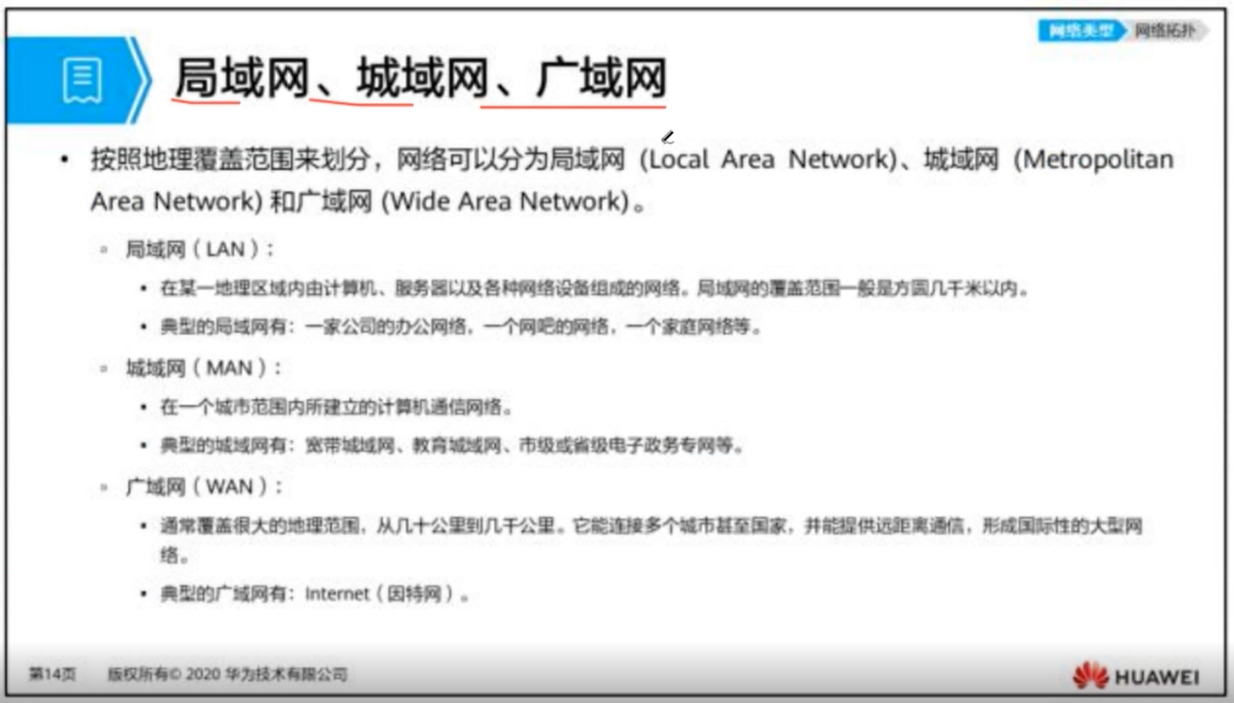 网络类型 网络拓扑
局域网、城域网、广域网
• 按照地理覆盖范围来划分，网络可以分为局域网 (Local Area Network)、城域网 (Metropolitan
Area Network) 和广域网 (Wide Area Network)。
▫ 局域网（LAN）：
▪ 在某一地理区域内由计算机、服务器以及各种网络设备组成的网络。局域网的覆盖范围一般是方圆几千米以内。
▪ 典型的局域网有：一家公司的办公网络，一个网吧的网络，一个家庭网络等。
▫ 城域网（MAN）：
▪ 在一个城市范围内所建立的计算机通信网络。
▪ 典型的城域网有：宽带城域网、教育城域网、市级或省级电子政务专网等。
▫ 广域网（WAN）：
▪ 通常覆盖很大的地理范围，从几十公里到几千公里。它能连接多个城市甚至国家，并能提供远距离通信，形成国际性的大型网
络。
▪ 典型的广域网有：Internet（因特网）。
第14页 版权所有© 2020 华为技术有限公司
HUAWEI